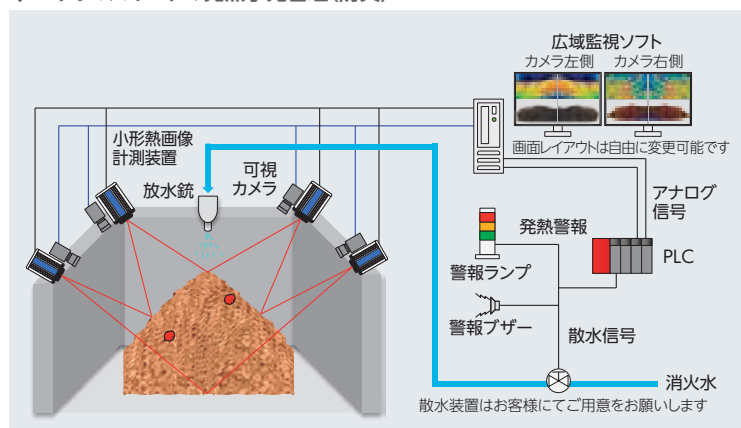 広域監視ソフト
カメラ左側 カメラ右側
画面レイアウトは自由に変更可能です
小形熱画像
計測装置
放水銃
可視
カメラ
アナログ
信号
発熱警報
PLC
警報ランプ
警報ブザー
散水信号
消火水
散水装置はお客様にてご用意をお願いします